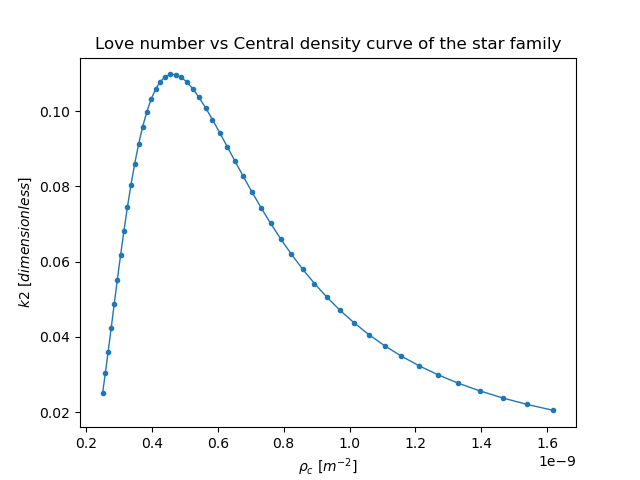 Love number vs Central density curve of the star family
k2 [dimensionless]
0.10
0.08
0.06
0.04
0.02
0.2 0.4 0.6 0.8 1.0 1.2 1.4 1.6
1e−9
ρc [m−2]